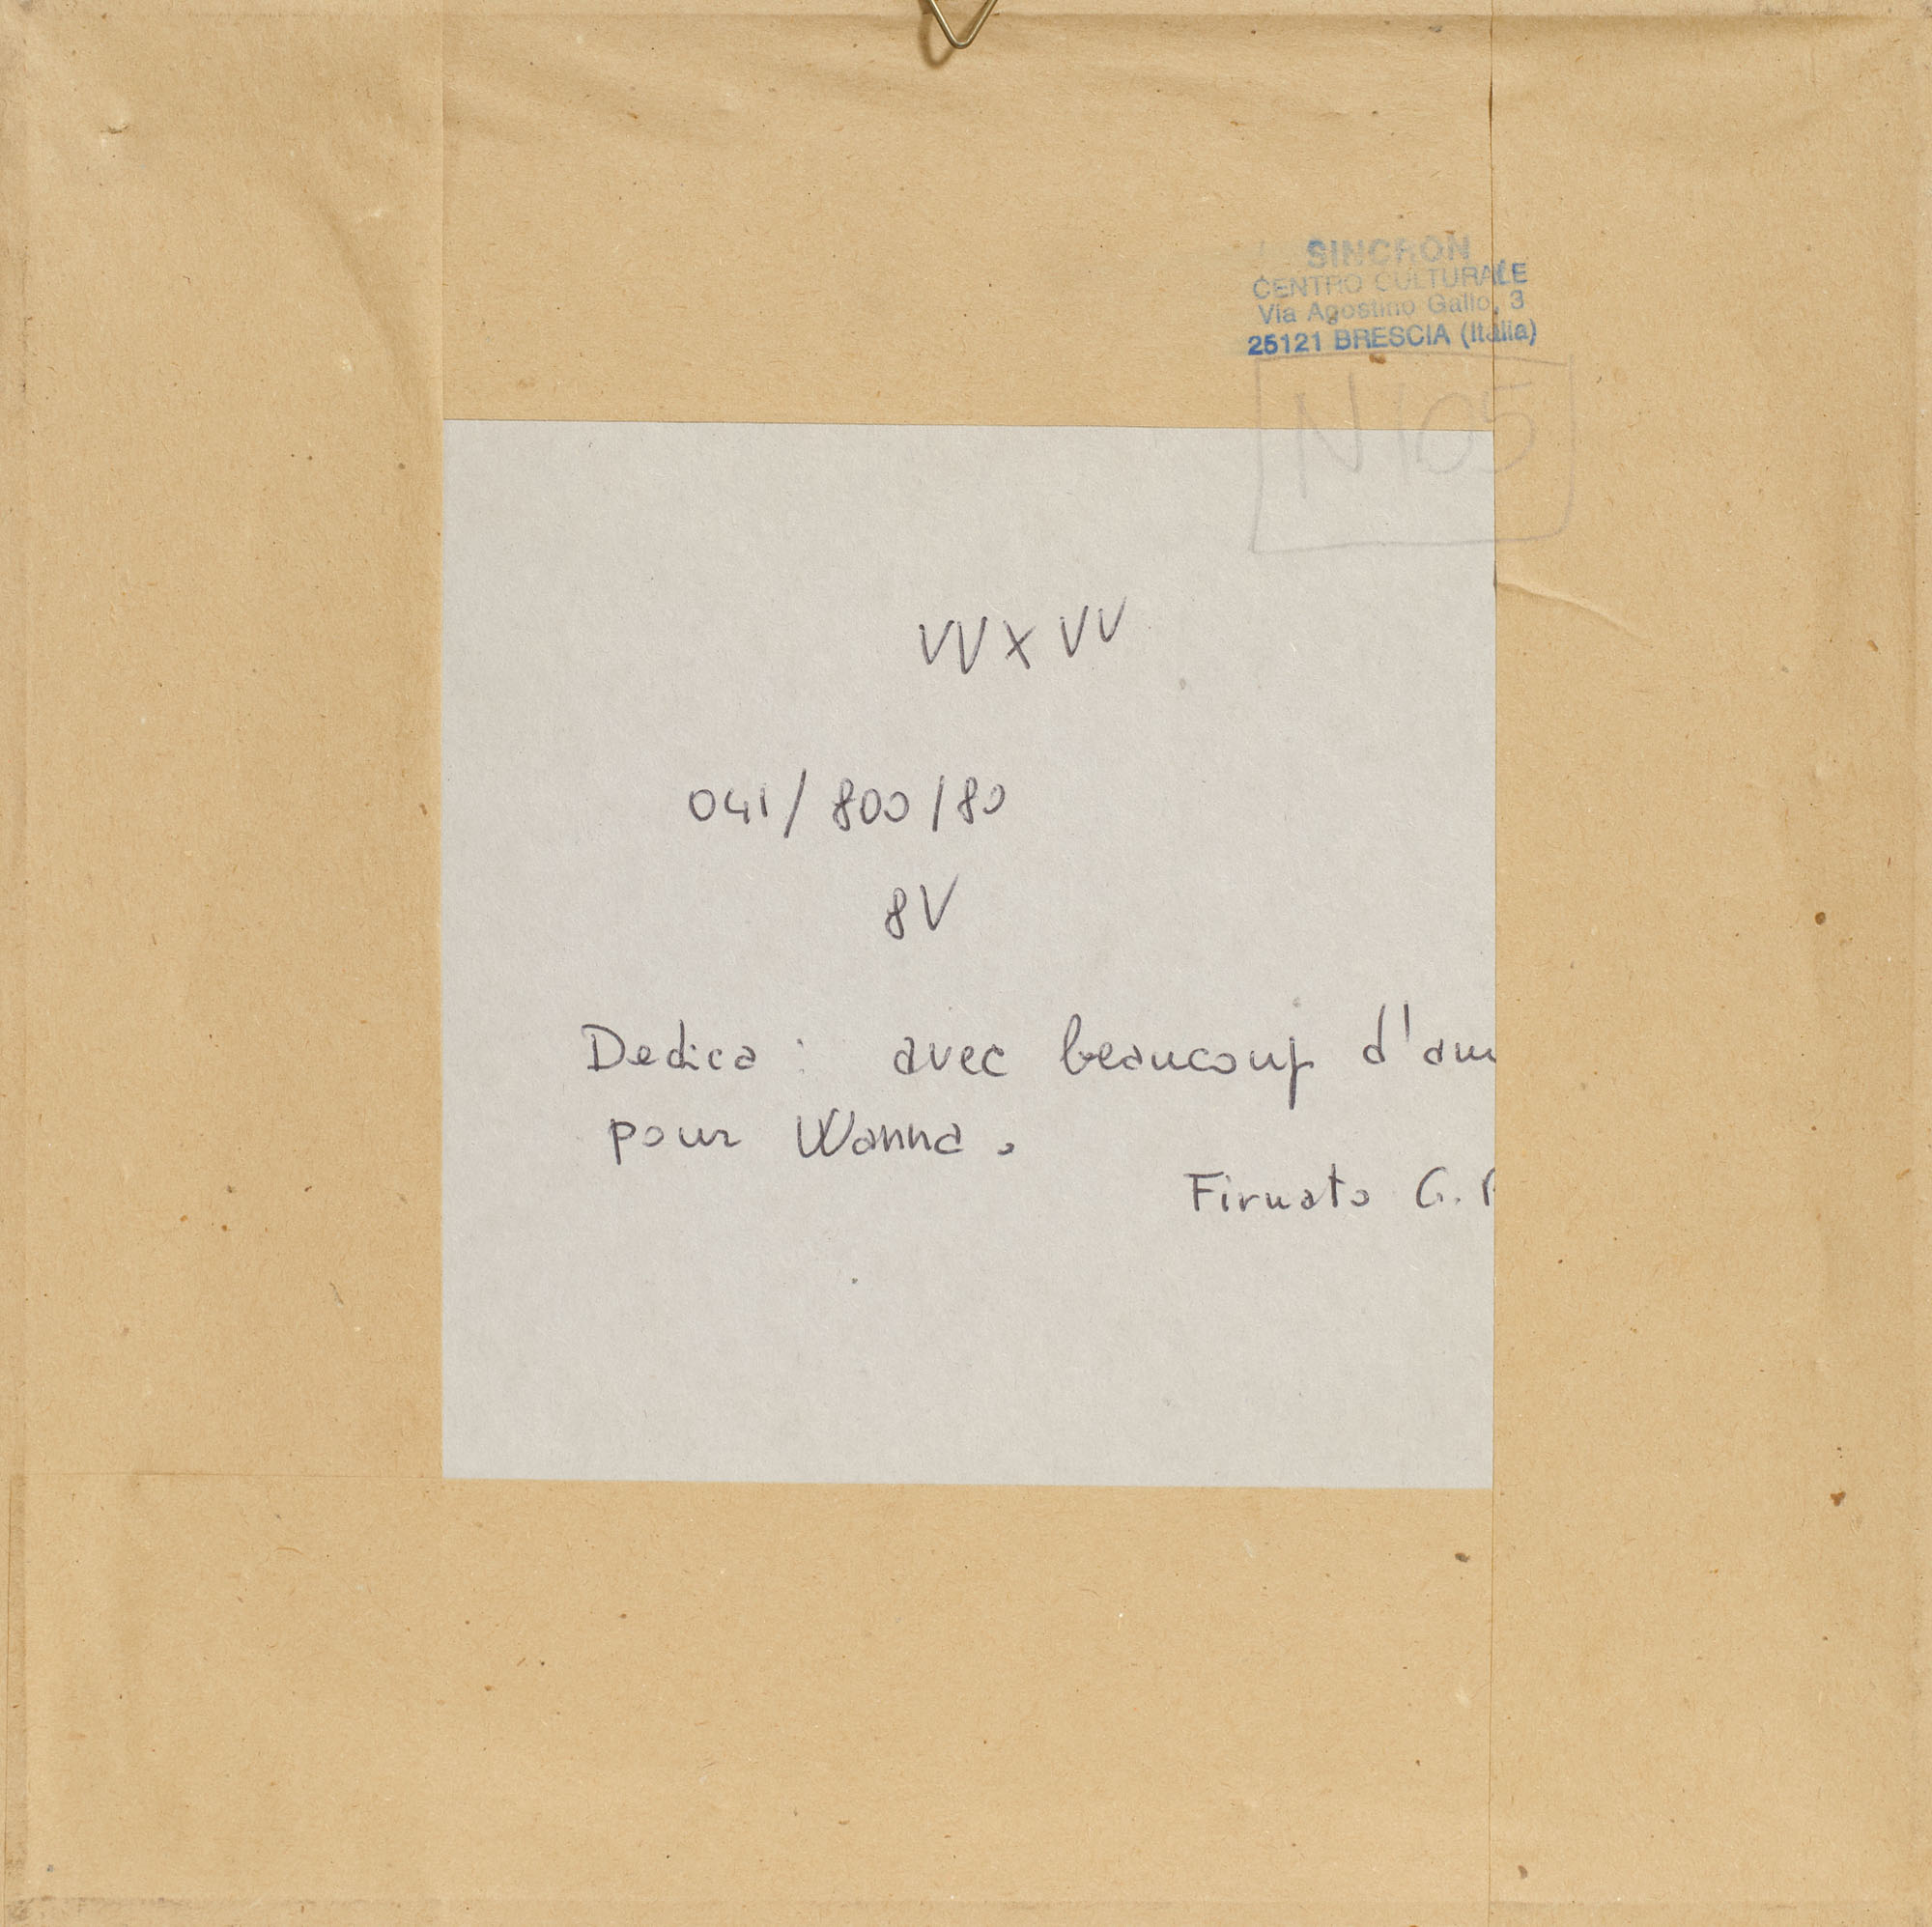 SINCRON
CENTRO CULTURALE
Via Agostino Gallo, 3
25121 BRESCIA (Italia)
N 105
VV X VV
041 / 800 / 80
8V
Dedica : avec beaucoup d'am
pour Wanna.
Firmato G.